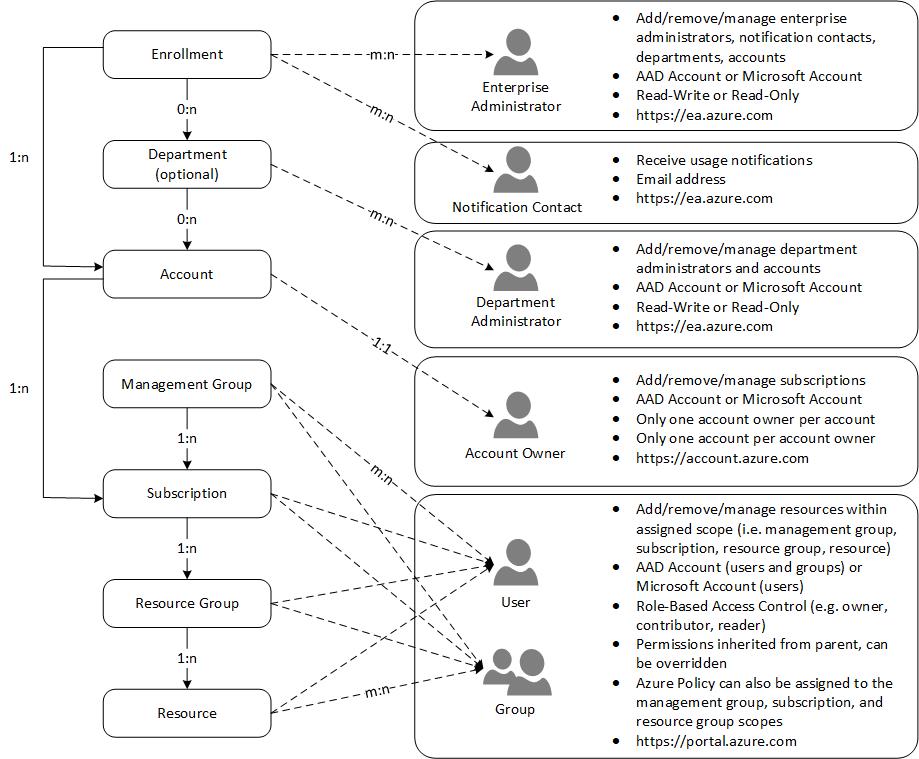 Enrollment
0:n
Department
(optional)
0:n
Account
1:n
1:n
Management Group
1:n
Subscription
1:n
Resource Group
1:n
Resource
m:n
m:n
m:n
1:1
m:n
m:n
Enterprise
Administrator
• Add/remove/manage enterprise
administrators, notification contacts,
departments, accounts
• AAD Account or Microsoft Account
• Read-Write or Read-Only
• https://ea.azure.com
Notification Contact
• Receive usage notifications
• Email address
• https://ea.azure.com
Department
Administrator
• Add/remove/manage department
administrators and accounts
• AAD Account or Microsoft Account
• Read-Write or Read-Only
• https://ea.azure.com
Account Owner
• Add/remove/manage subscriptions
• AAD Account or Microsoft Account
• Only one account owner per account
• Only one account per account owner
• https://account.azure.com
User
Group
• Add/remove/manage resources within
assigned scope (i.e. management group,
subscription, resource group, resource)
• AAD Account (users and groups) or
Microsoft Account (users)
• Role-Based Access Control (e.g. owner,
contributor, reader)
• Permissions inherited from parent, can
be overridden
• Azure Policy can also be assigned to the
management group, subscription, and
resource group scopes
• https://portal.azure.com